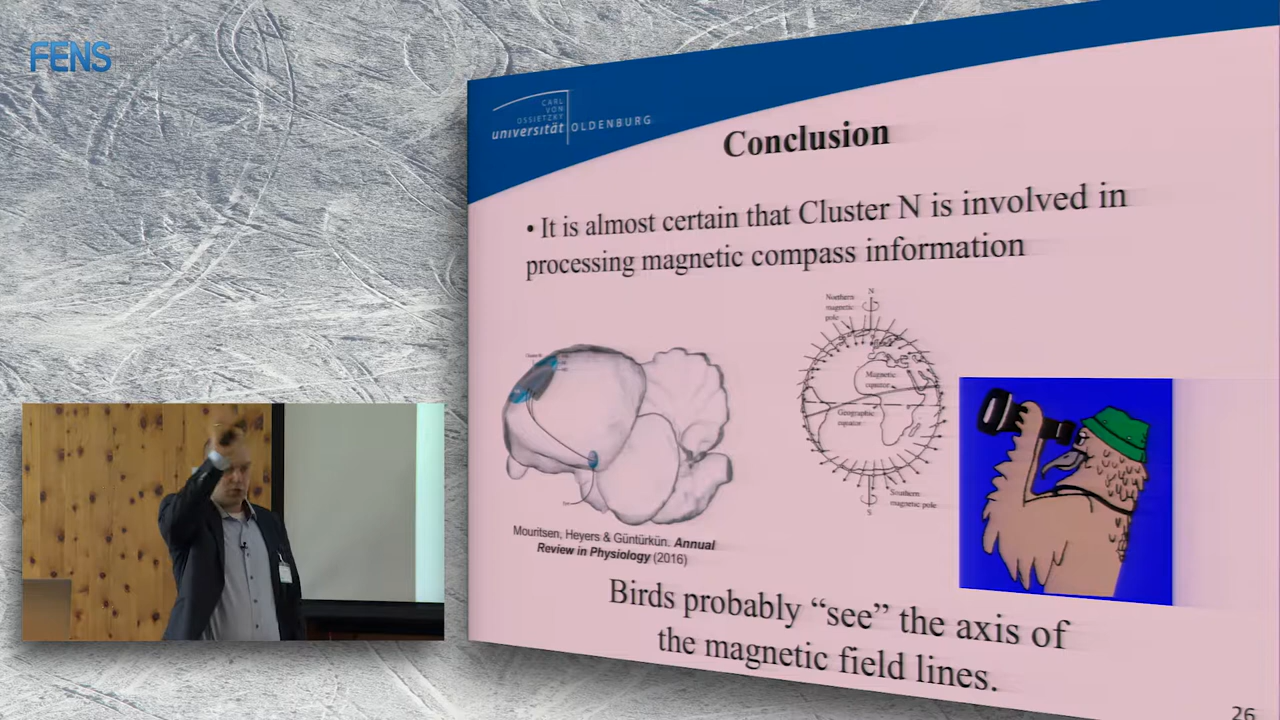 FENS
CARL
VON
OSSIETZKY
universität OLDENBURG
Conclusion
• It is almost certain that Cluster N is involved in
processing magnetic compass information
Northern
magnetic
pole
N
Magnetic
equator
Geographic
equator
Southern
magnetic pole
S
Mouritsen, Heyers & Güntürkün. Annual
Review in Physiology (2016)
Birds probably “see” the axis of
the magnetic field lines.
26